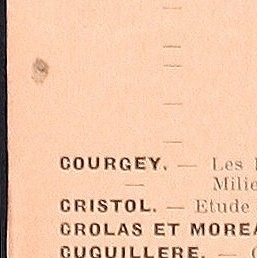 COURGEY. — Les
— Milie
CRISTOL. — Etude
CROLAS ET MOREA
CUGUILLERE. —